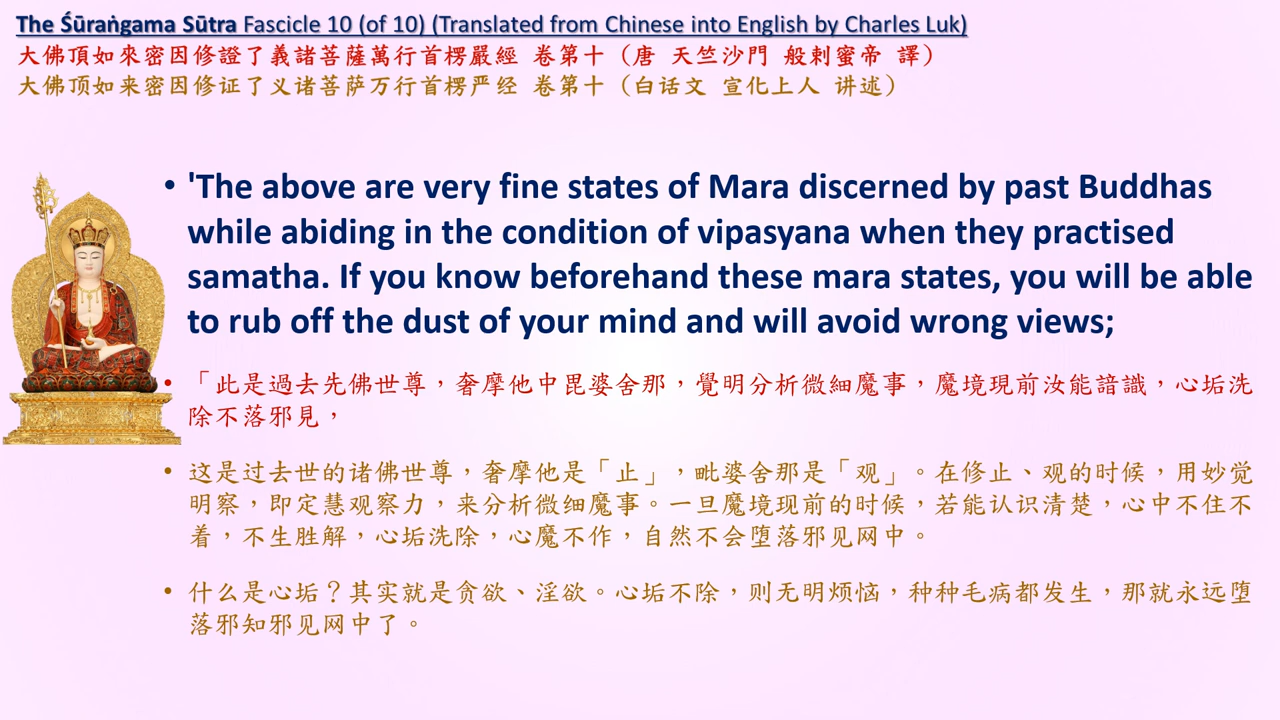 The Śūraṅgama Sūtra Fascicle 10 (of 10) (Translated from Chinese into English by Charles Luk)
大佛頂如來密因修證了義諸菩薩萬行首楞嚴經 卷第十（唐 天竺沙門 般剌蜜帝 譯）
大佛顶如来密因修证了义诸菩萨万行首楞严经 卷第十（白话文 宣化上人 讲述）
• 'The above are very fine states of Mara discerned by past Buddhas
while abiding in the condition of vipasyana when they practised
samatha. If you know beforehand these mara states, you will be able
to rub off the dust of your mind and will avoid wrong views;
• 「此是過去先佛世尊，奢摩他中毘婆舍那，覺明分析微細魔事，魔境現前汝能諳識，心垢洗
除不落邪見，
• 这是过去世的诸佛世尊，奢摩他是「止」，毗婆舍那是「观」。在修止、观的时候，用妙觉
明察，即定慧观察力，来分析微细魔事。一旦魔境现前的时候，若能认识清楚，心中不住不
着，不生胜解，心垢洗除，心魔不作，自然不会堕落邪见网中。
• 什么是心垢？其实就是贪欲、淫欲。心垢不除，则无明烦恼，种种毛病都发生，那就永远堕
落邪知邪见网中了。